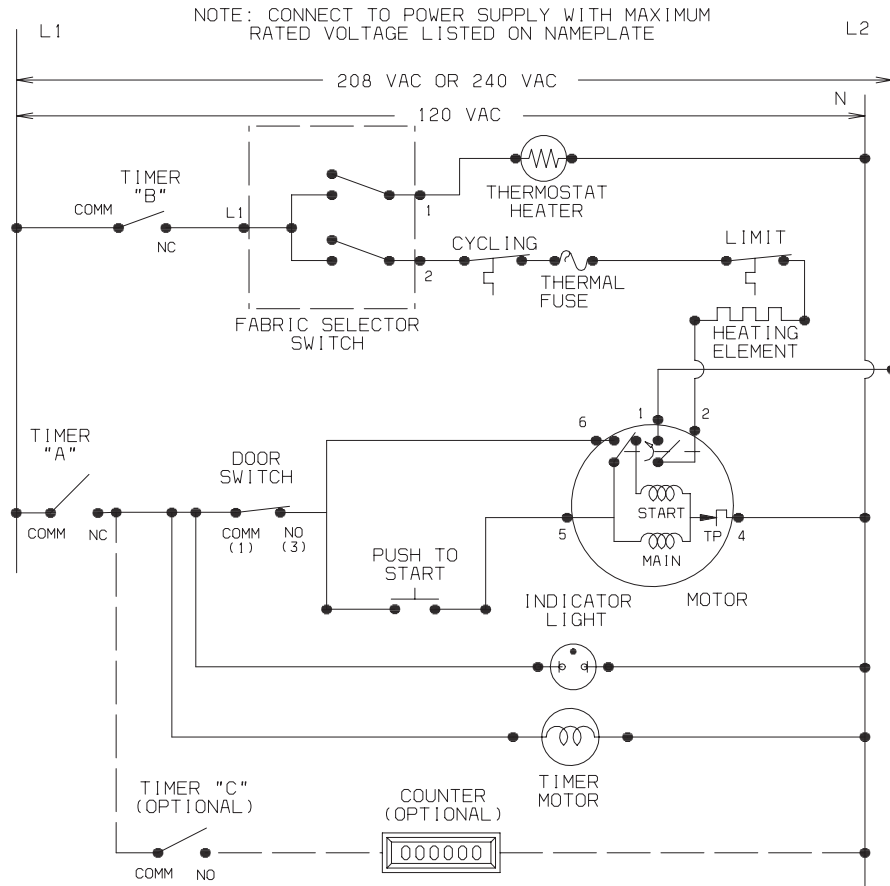 NOTE: CONNECT TO POWER SUPPLY WITH MAXIMUM
RATED VOLTAGE LISTED ON NAMEPLATE
L1
L2
208 VAC OR 240 VAC
N
120 VAC
TIMER
"B"
COMM
NC
L1
1
2
THERMOSTAT
HEATER
CYCLING
THERMAL
FUSE
LIMIT
HEATING
ELEMENT
FABRIC SELECTOR
SWITCH
TIMER
"A"
COMM
NC
DOOR
SWITCH
COMM
(1)
NO
(3)
6
1
2
START
MAIN
TP
5
4
PUSH TO
START
MOTOR
INDICATOR
LIGHT
TIMER
MOTOR
TIMER "C"
(OPTIONAL)
COMM
NO
COUNTER
(OPTIONAL)
000000